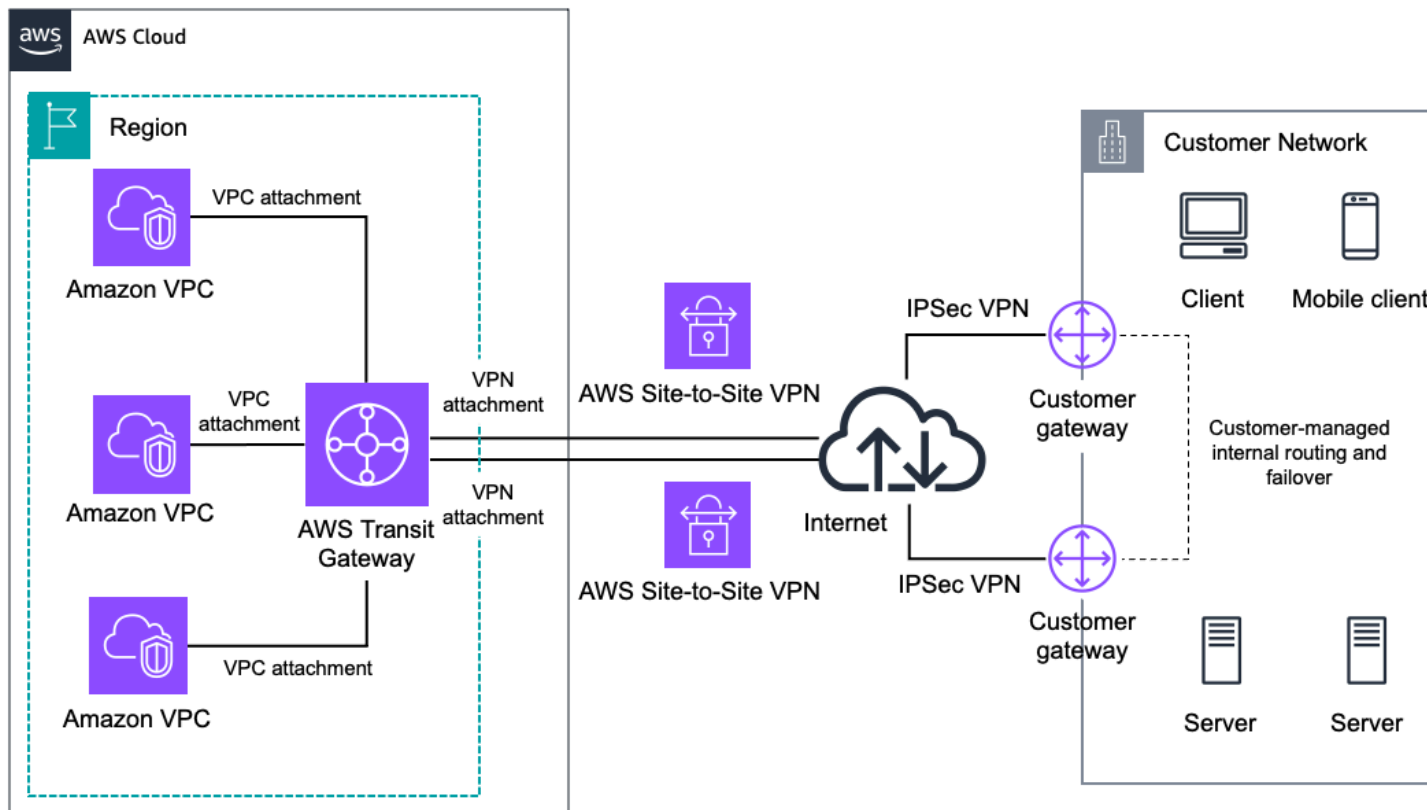 aws
AWS Cloud
Region
VPC attachment
Amazon VPC
VPC
attachment
Amazon VPC
AWS Transit
Gateway
VPC attachment
Amazon VPC
VPN
attachment
VPN
attachment
AWS Site-to-Site VPN
AWS Site-to-Site VPN
Internet
IPSec VPN
IPSec VPN
Customer Network
Client
Mobile client
Customer
gateway
Customer-managed
internal routing and
failover
Customer
gateway
Server
Server